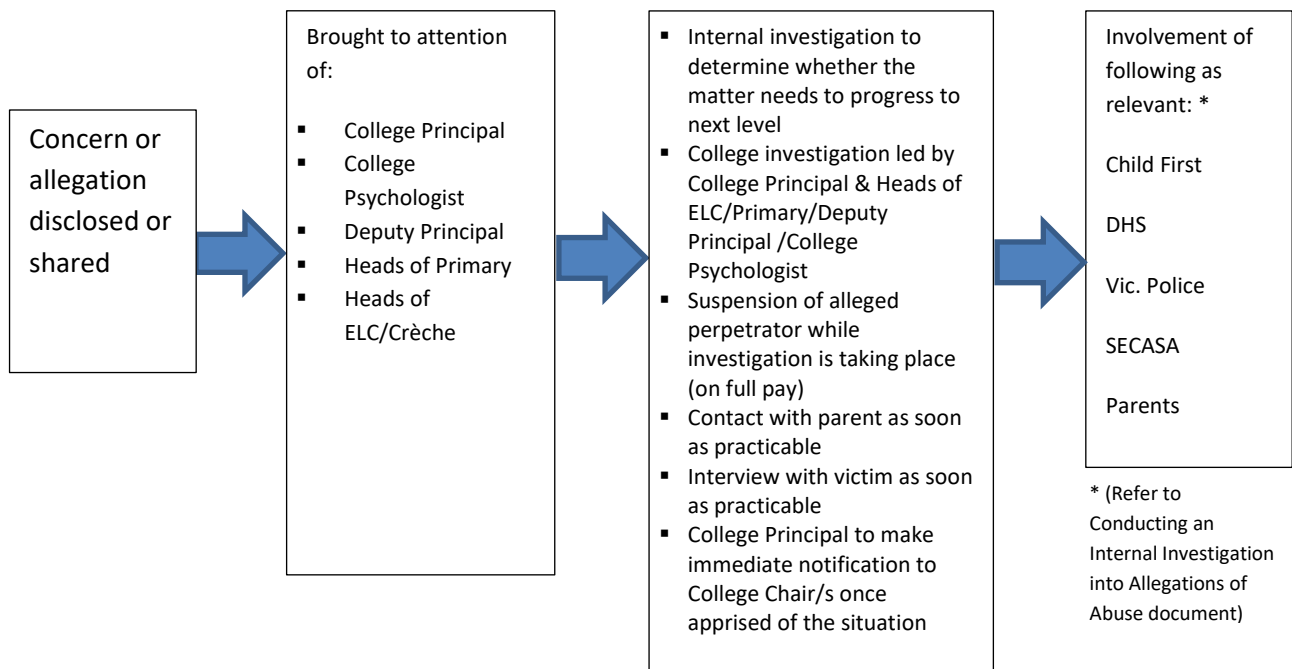 Concern or
allegation
disclosed or
shared
Brought to attention
of:
▪ College Principal
▪ College
Psychologist
▪ Deputy Principal
▪ Heads of Primary
▪ Heads of
ELC/Crèche
▪ Internal investigation to
determine whether the
matter needs to progress to
next level
▪ College investigation led by
College Principal & Heads of
ELC/Primary/Deputy
Principal /College
Psychologist
▪ Suspension of alleged
perpetrator while
investigation is taking place
(on full pay)
▪ Contact with parent as soon
as practicable
▪ Interview with victim as soon
as practicable
▪ College Principal to make
immediate notification to
College Chair/s once
apprised of the situation
Involvement of
following as
relevant: *
Child First
DHS
Vic. Police
SECASA
Parents
* (Refer to
Conducting an
Internal Investigation
into Allegations of
Abuse document)